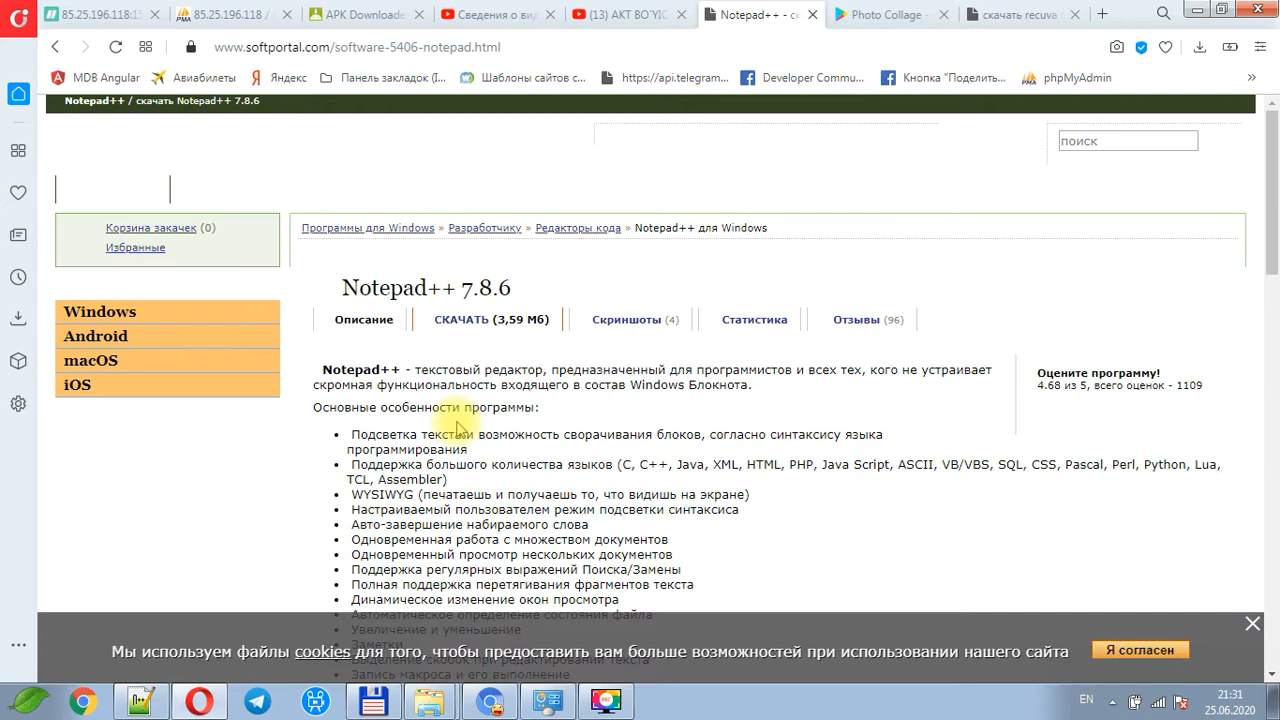 85.25.196.118:1
85.25.196.118 /
APK Downloade
Сведения о ви
(13) AKT BO'YIC
Notepad++ - ск
Photo Collage -
скачать recuva
www.softportal.com/software-5406-notepad.html
MDB Angular
Авиабилеты
Яндекс
Панель закладок (I...
Шаблоны сайтов с...
https://api.telegram...
Developer Commu...
Кнопка "Поделить...
phpMyAdmin
Notepad++ / скачать Notepad++ 7.8.6
поиск
Корзина закачек (0)
Избранные
Программы для Windows » Разработчику » Редакторы кода » Notepad++ для Windows
Windows
Android
macOS
iOS
Notepad++ 7.8.6
Описание
СКАЧАТЬ (3,59 Мб)
Скриншоты (4)
Статистика
Отзывы (96)
Notepad++ - текстовый редактор, предназначенный для программистов и всех тех, кого не устраивает
скромная функциональность входящего в состав Windows Блокнота.
Оцените программу!
4.68 из 5, всего оценок - 1109
Основные особенности программы:
Подсветка текста и возможность сворачивания блоков, согласно синтаксису языка
программирования
Поддержка большого количества языков (C, C++, Java, XML, HTML, PHP, Java Script, ASCII, VB/VBS, SQL, CSS, Pascal, Perl, Python, Lua,
TCL, Assembler)
WYSIWYG (печатаешь и получаешь то, что видишь на экране)
Настраиваемый пользователем режим подсветки синтаксиса
Авто-завершение набираемого слова
Одновременная работа с множеством документов
Одновременный просмотр нескольких документов
Поддержка регулярных выражений Поиска/Замены
Полная поддержка перетягивания фрагментов текста
Динамическое изменение окон просмотра
Автоматическое определение состояния файла
Увеличение и уменьшение
Заметки
Выделение скобок при редактировании текста
Запись макроса и его выполнение
Мы используем файлы cookies для того, чтобы предоставить вам больше возможностей при использовании нашего сайта
Я согласен
EN
21:31
25.06.2020